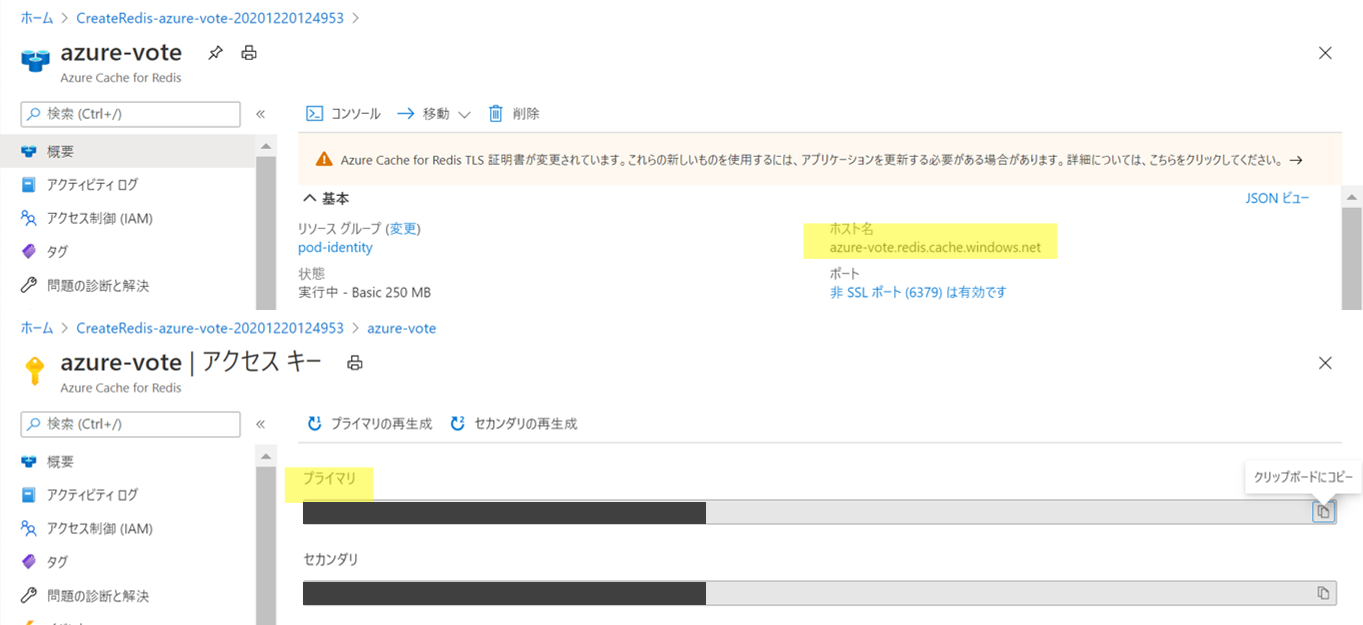 ホーム > CreateRedis-azure-vote-20201220124953 >
azure-vote
Azure Cache for Redis
検索 (Ctrl+/)
«
概要
アクティビティ ログ
アクセス制御 (IAM)
タグ
問題の診断と解決
コンソール 移動 削除
Azure Cache for Redis TLS 証明書が変更されています。これらの新しいものを使用するには、アプリケーションを更新する必要がある場合があります。詳細については、こちらをクリックしてください。 →
基本
JSON ビュー
リソース グループ (変更)
pod-identity
状態
実行中 - Basic 250 MB
ホスト名
azure-vote.redis.cache.windows.net
ポート
非 SSL ポート (6379) は有効です
ホーム > CreateRedis-azure-vote-20201220124953 > azure-vote
azure-vote | アクセス キー
Azure Cache for Redis
検索 (Ctrl+/)
«
概要
アクティビティ ログ
アクセス制御 (IAM)
タグ
問題の診断と解決
プライマリの再生成 セカンダリの再生成
プライマリ
クリップボードにコピー
セカンダリ